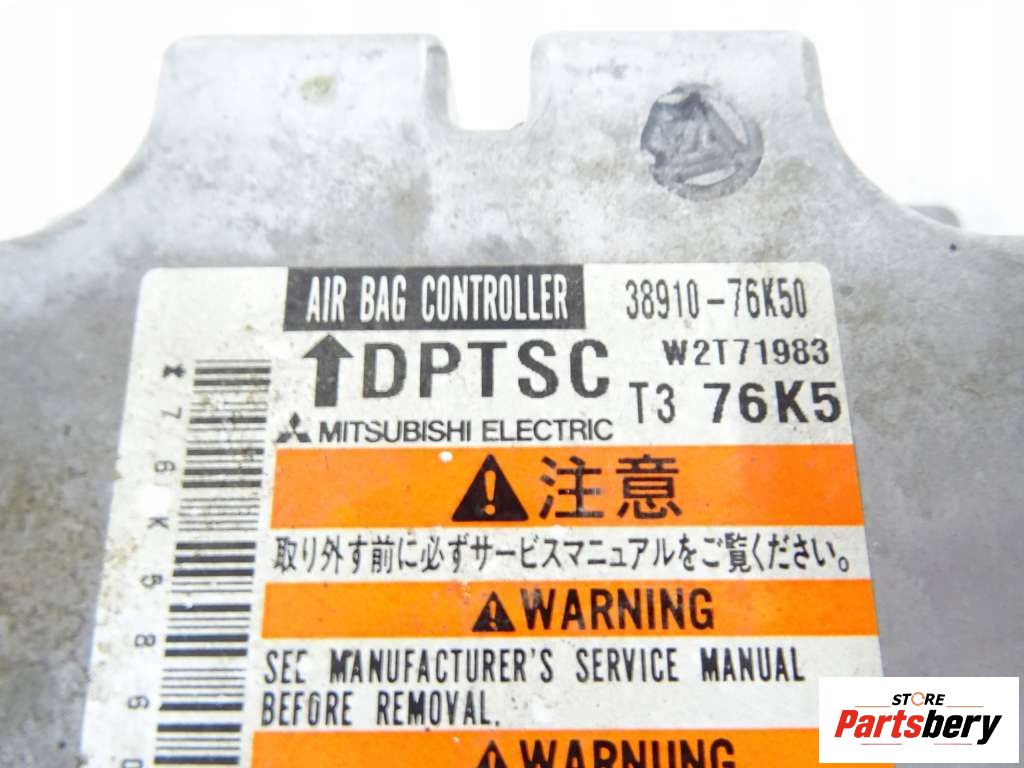 AIR BAG CONTROLLER 38910-76K50
↑DPTSC W2T71983
T3 76K5
MITSUBISHI ELECTRIC
注意
取り外す前に必ずサービスマニュアルをご覧ください。
WARNING
SEE MANUFACTURER'S SERVICE MANUAL
BEFORE REMOVAL.
WARNUNG
76K586
STORE
Partsbery